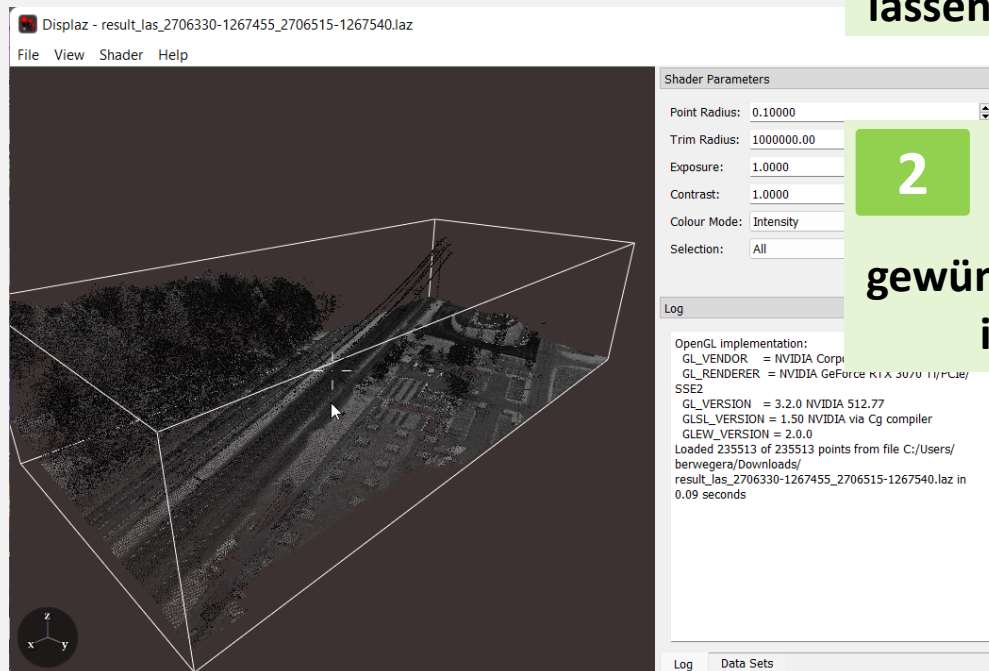 lassen
Displaz - result_las_2706330-1267455_2706515-1267540.laz
File View Shader Help
Shader Parameters
Point Radius: 0.10000
Trim Radius: 1000000.00
Exposure: 1.0000
Contrast: 1.0000
Colour Mode: Intensity
Selection: All
2
Log
OpenGL implementation:
GL_VENDOR = NVIDIA
GL_RENDERER = NVIDIA GeForce RTX 3070 Ti/PCIe/
SSE2
GL_VERSION = 3.2.0 NVIDIA 512.77
GLSL_VERSION = 1.50 NVIDIA via Cg compiler
GLEW_VERSION = 2.0.0
Loaded 235513 of 235513 points from file C:/Users/
berwegera/Downloads/
result_las_2706330-1267455_2706515-1267540.laz in
0.09 seconds
z
x y
Log Data Sets